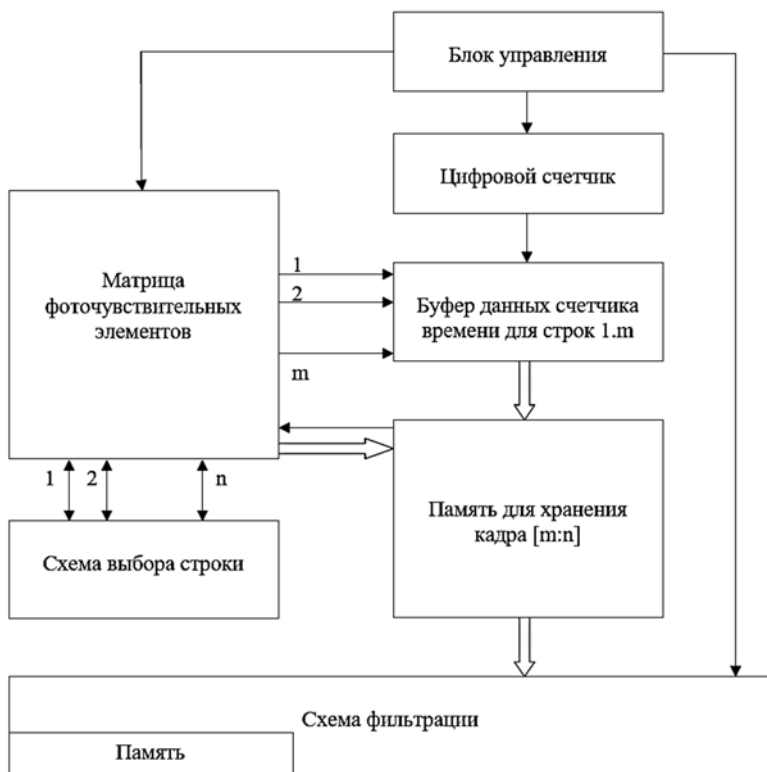 Блок управления
Цифровой счетчик
Матрица
фоточувствительных
элементов
1
2
m
Буфер данных счетчика
времени для строк 1.m
1
2
n
Память для хранения
кадра [m:n]
Схема выбора строки
Схема фильтрации
Память